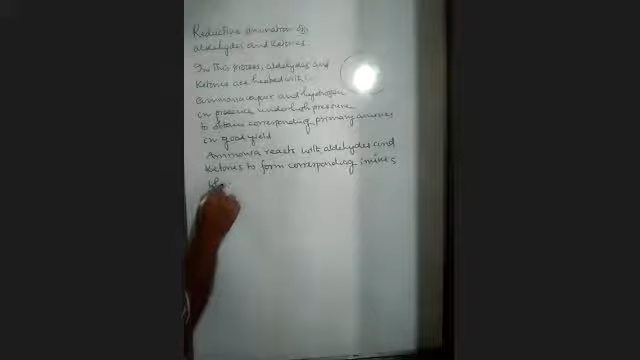 Reductive amination of
aldehydes and Ketones.
In this process, aldehydes and
Ketones are heated with
ammonia vapour and hydrogen
in presence under high pressure
to obtain corresponding primary amines
in good yield
Ammonia reacts with aldehydes and
Ketones to form corresponding imines